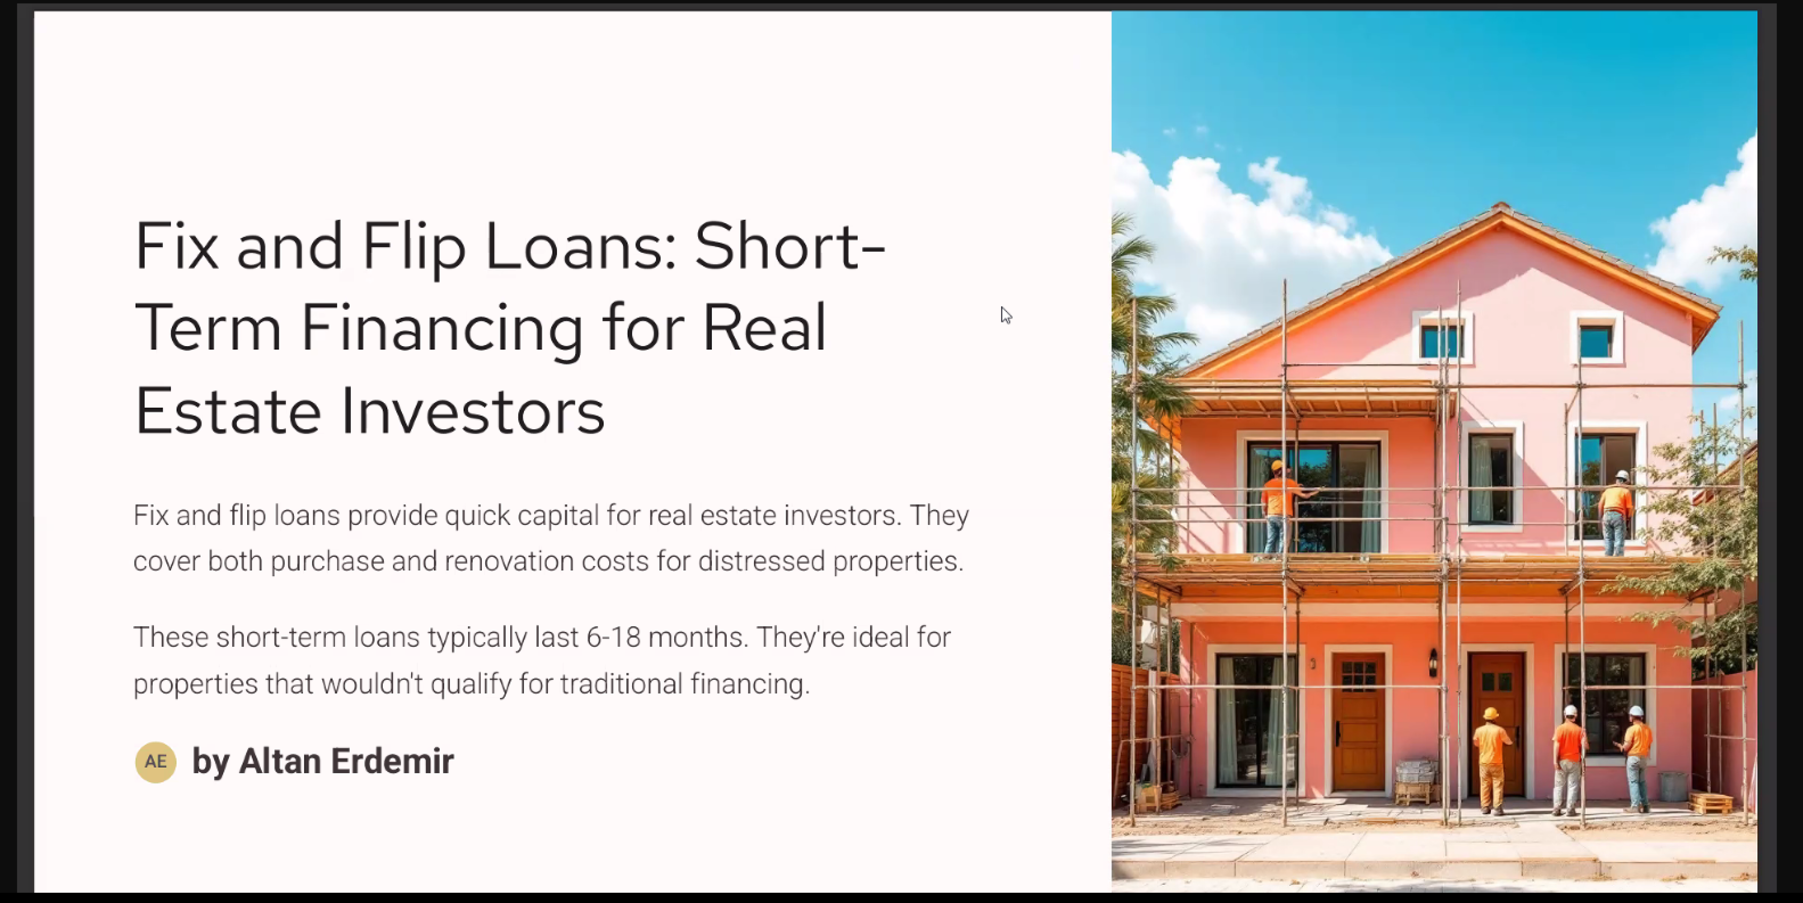 Fix and Flip Loans: Short-
Term Financing for Real
Estate Investors
Fix and flip loans provide quick capital for real estate investors. They
cover both purchase and renovation costs for distressed properties.
These short-term loans typically last 6-18 months. They're ideal for
properties that wouldn't qualify for traditional financing.
AE by Altan Erdemir